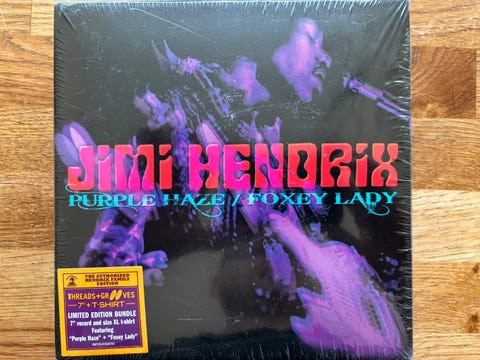 JIMI HENDRIX
PURPLE HAZE / FOXEY LADY
THE AUTHORIZED
HENDRIX FAMILY
EDITION
THREADS+GROOVES
7" + T-SHIRT
LIMITED EDITION BUNDLE
7" record and size XL t-shirt
Featuring
"Purple Haze" + "Foxey Lady"